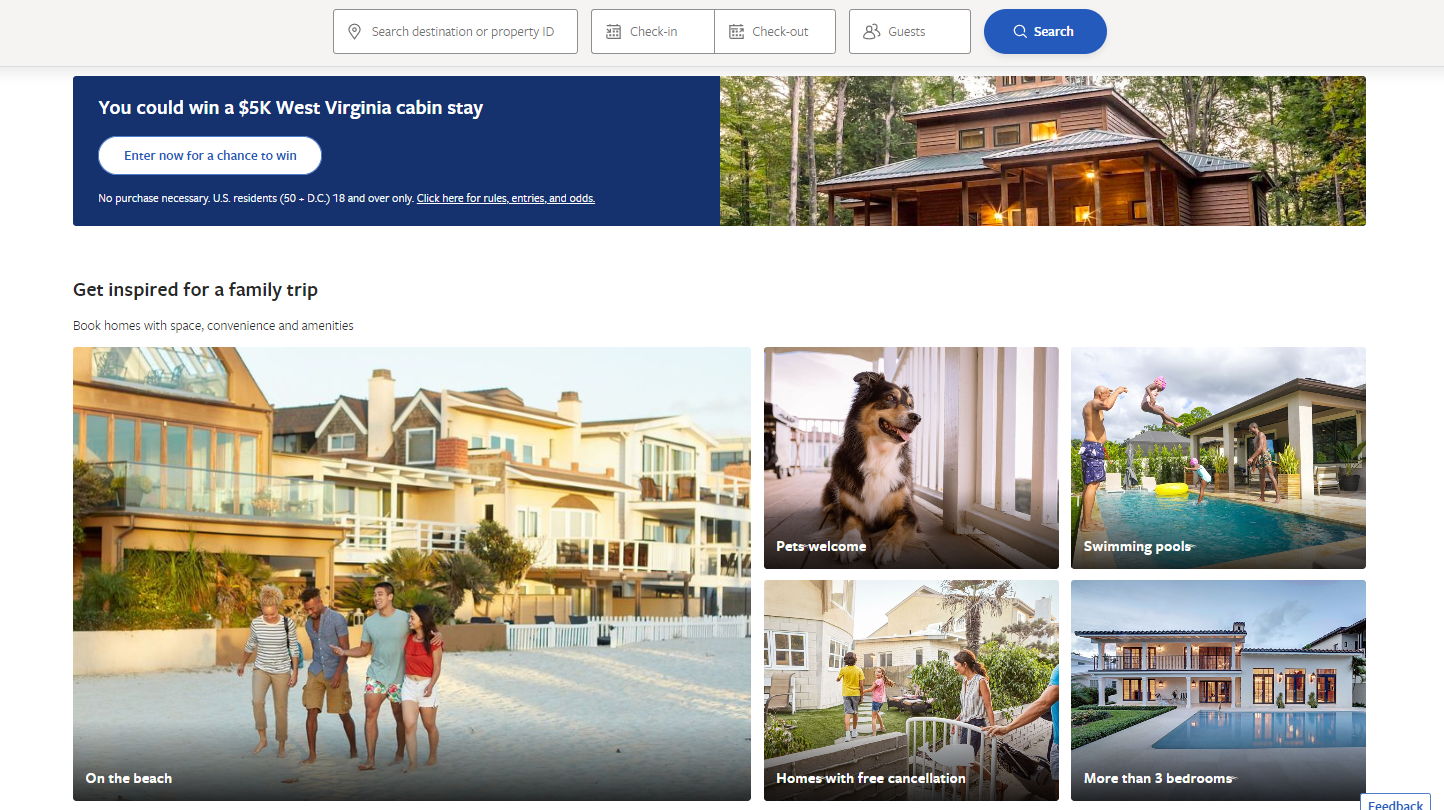 Search destination or property ID
Check-in
Check-out
Guests
Search
You could win a $5K West Virginia cabin stay
Enter now for a chance to win
No purchase necessary. U.S. residents (50 + D.C.) 18 and over only. Click here for rules, entries, and odds.
Get inspired for a family trip
Book homes with space, convenience and amenities
Pets welcome
Swimming pools
On the beach
Homes with free cancellation
More than 3 bedrooms
Feedback